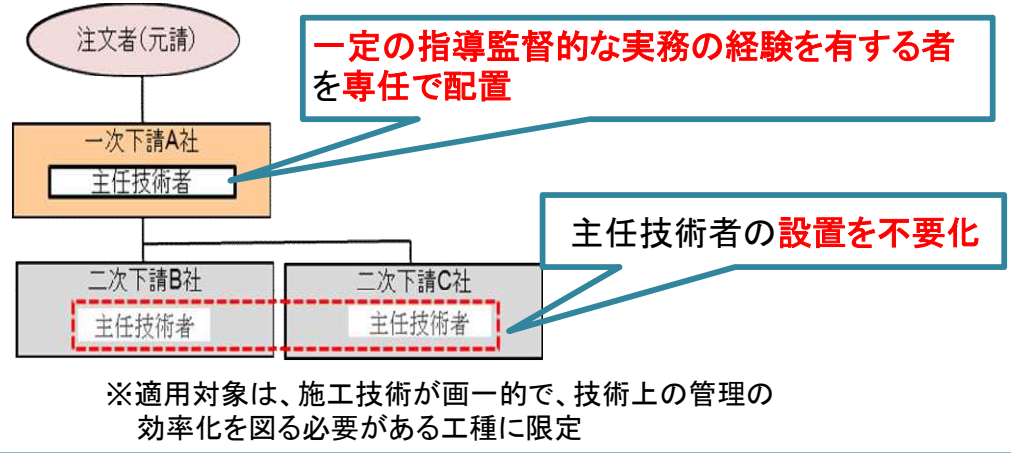 注文者(元請)
一定の指導監督的な実務の経験を有する者
を専任で配置
一次下請A社
主任技術者
主任技術者の設置を不要化
二次下請B社
主任技術者
二次下請C社
主任技術者
※適用対象は、施工技術が画一的で、技術上の管理の
効率化を図る必要がある工種に限定